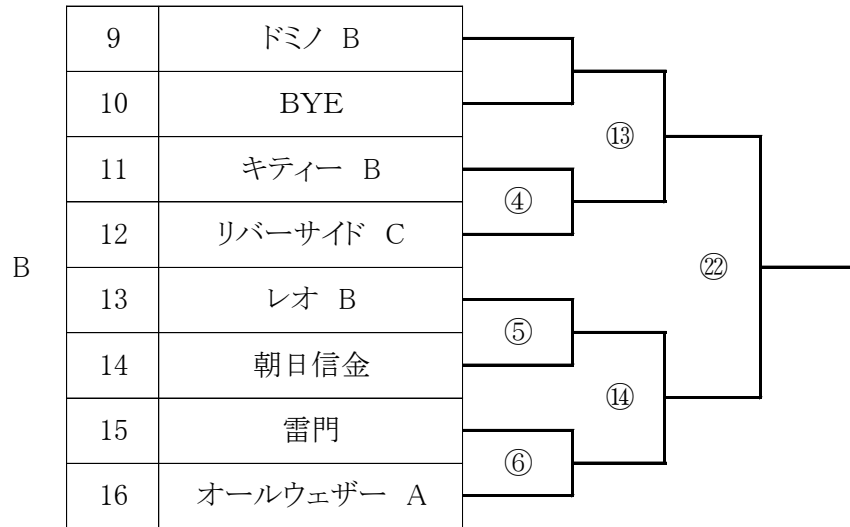 9 ドミノ B
10 BYE
⑬
11 キティー B
④
12 リバーサイド C
B
㉒
13 レオ B
⑤
14 朝日信金
⑭
15 雷門
⑥
16 オールウェザー A